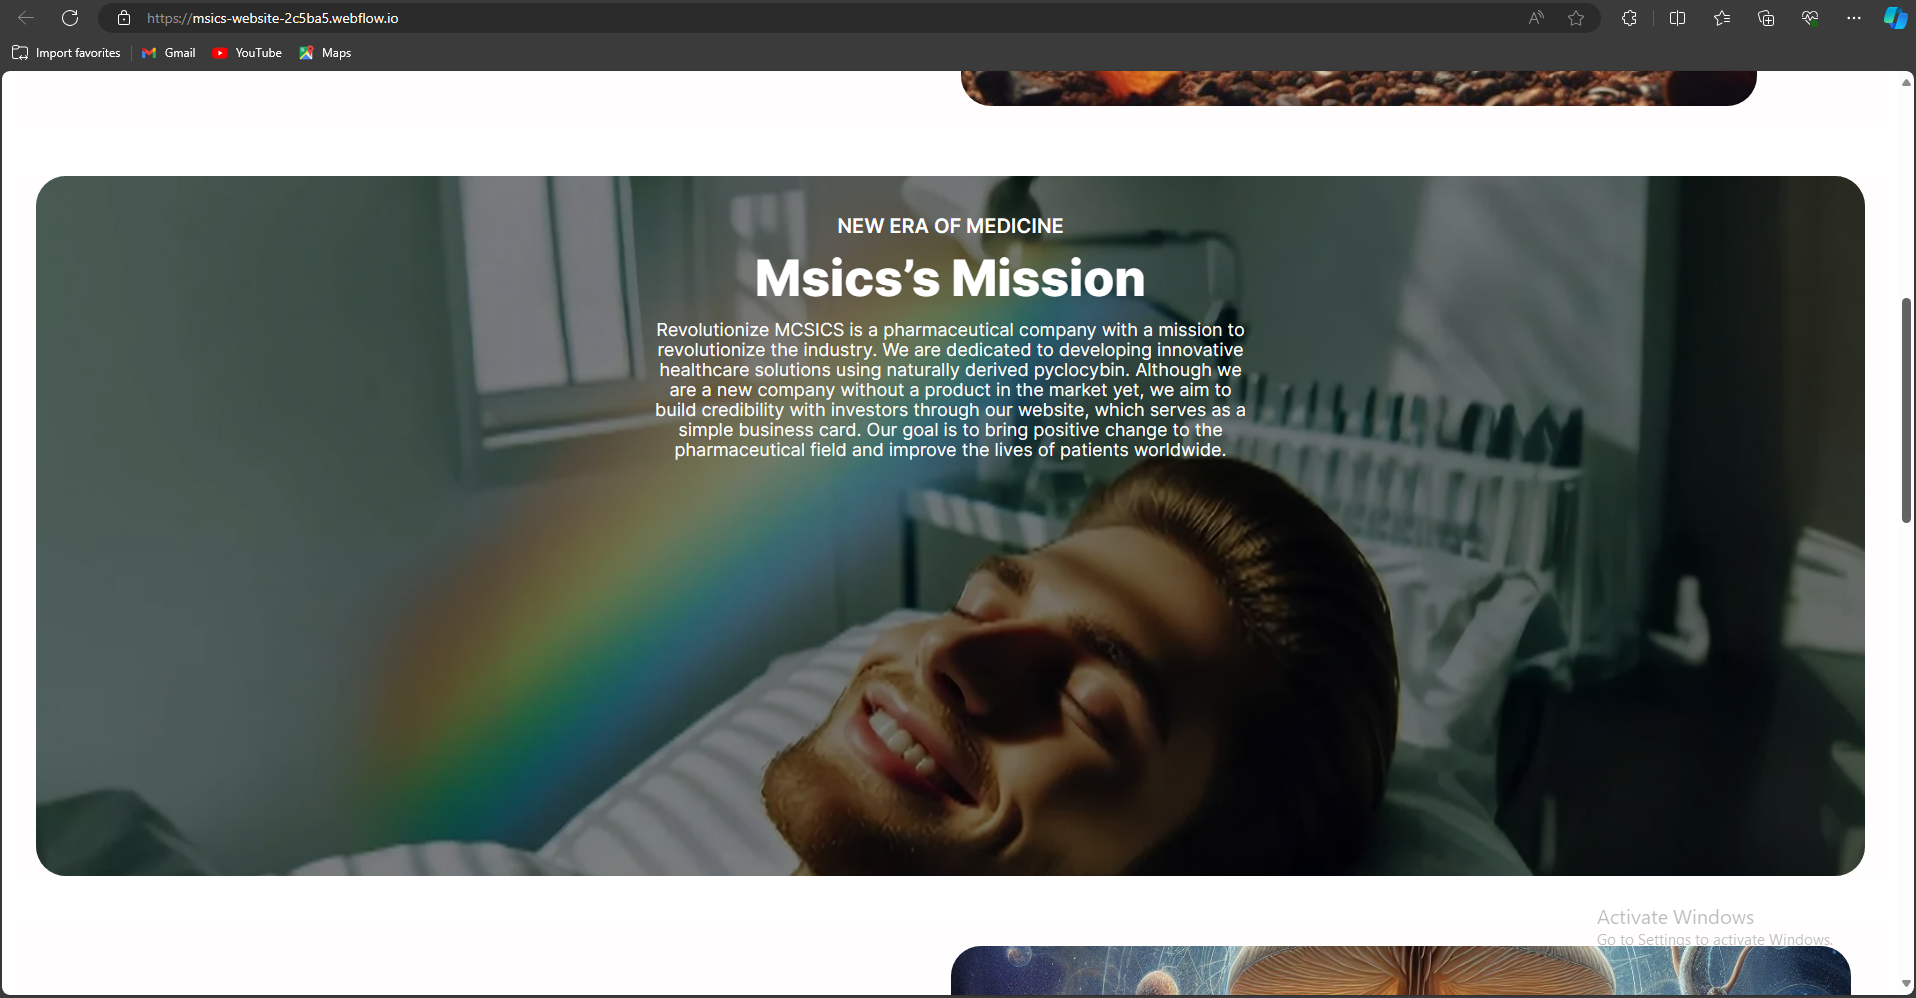 https://msics-website-2c5ba5.webflow.io
Import favorites
Gmail
YouTube
Maps
NEW ERA OF MEDICINE
Msics’s Mission
Revolutionize MCSICS is a pharmaceutical company with a mission to
revolutionize the industry. We are dedicated to developing innovative
healthcare solutions using naturally derived pyclocybin. Although we
are a new company without a product in the market yet, we aim to
build credibility with investors through our website, which serves as a
simple business card. Our goal is to bring positive change to the
pharmaceutical field and improve the lives of patients worldwide.
Activate Windows
Go to Settings to activate Windows.